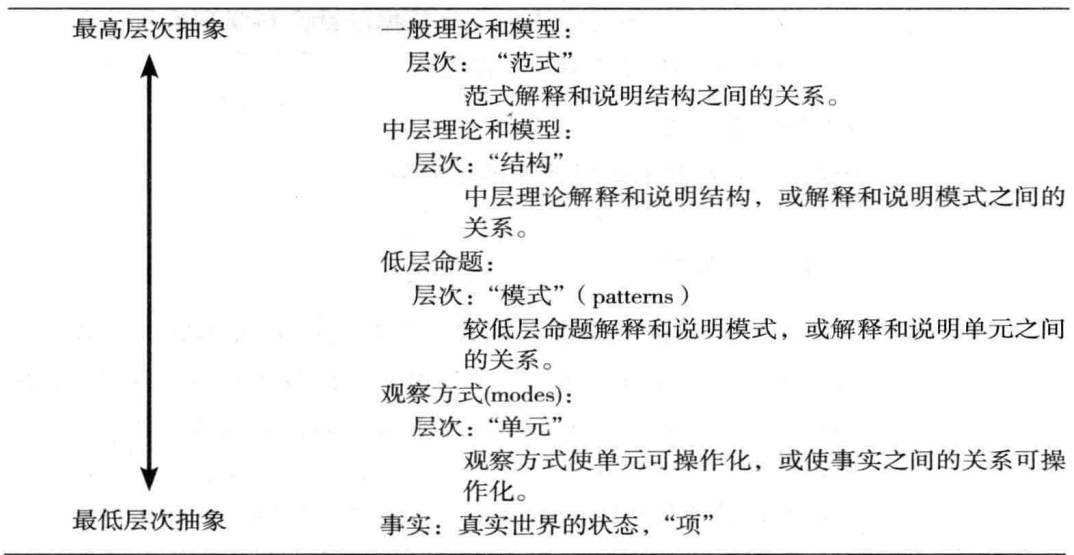 最高层次抽象 一般理论和模型：
层次：“范式”
范式解释和说明结构之间的关系。
中层理论和模型：
层次：“结构”
中层理论解释和说明结构，或解释和说明模式之间的
关系。
低层命题：
层次：“模式”（patterns）
较低层命题解释和说明模式，或解释和说明单元之间
的关系。
观察方式(modes)：
层次：“单元”
观察方式使单元可操作化，或使事实之间的关系可操
作化。
最低层次抽象 事实：真实世界的状态，“项”